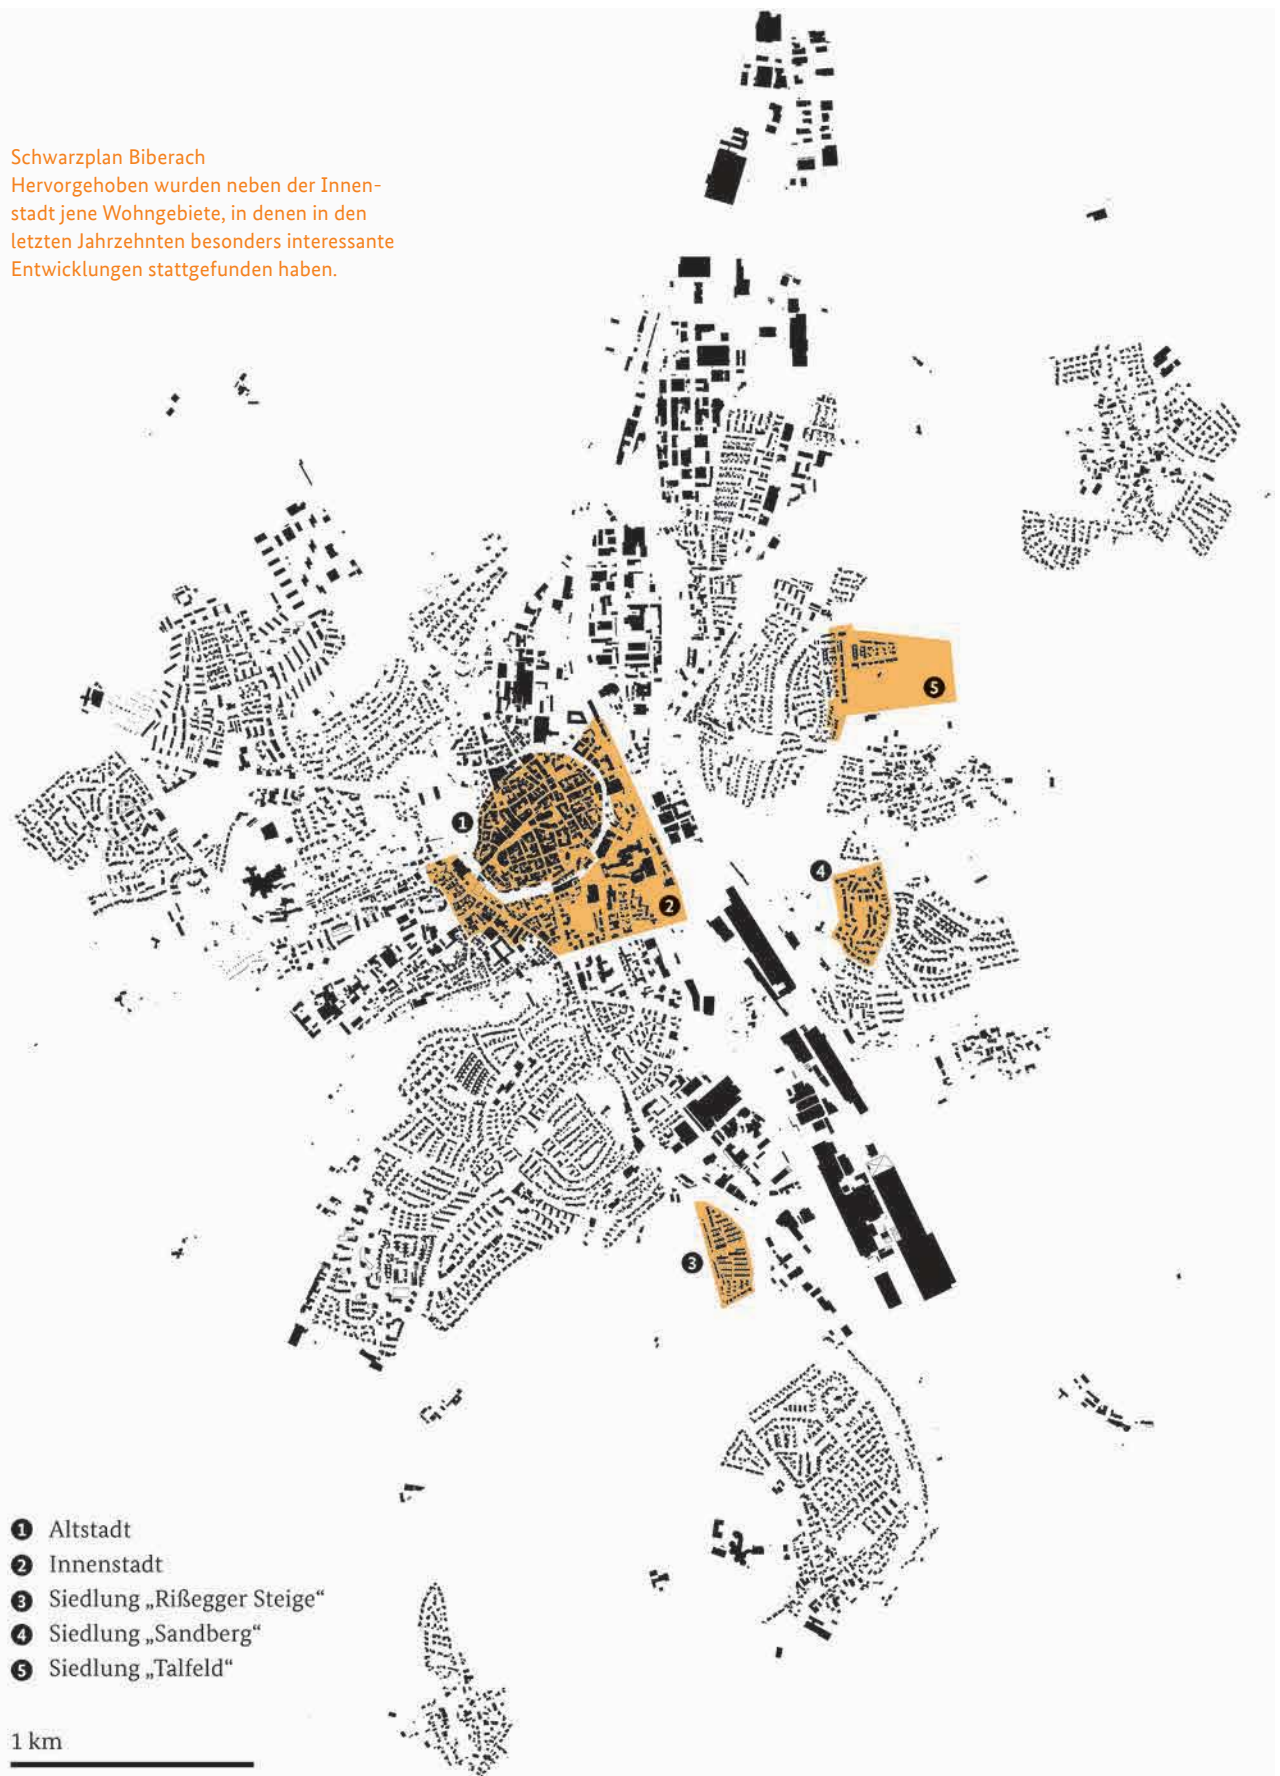 Schwarzplan Biberach
Hervorgehoben wurden neben der Innen-
stadt jene Wohngebiete, in denen in den
letzten Jahrzehnten besonders interessante
Entwicklungen stattgefunden haben.
5
1
4
2
3
1 Altstadt
2 Innenstadt
3 Siedlung „Rißegger Steige“
4 Siedlung „Sandberg“
5 Siedlung „Talfeld“
1 km